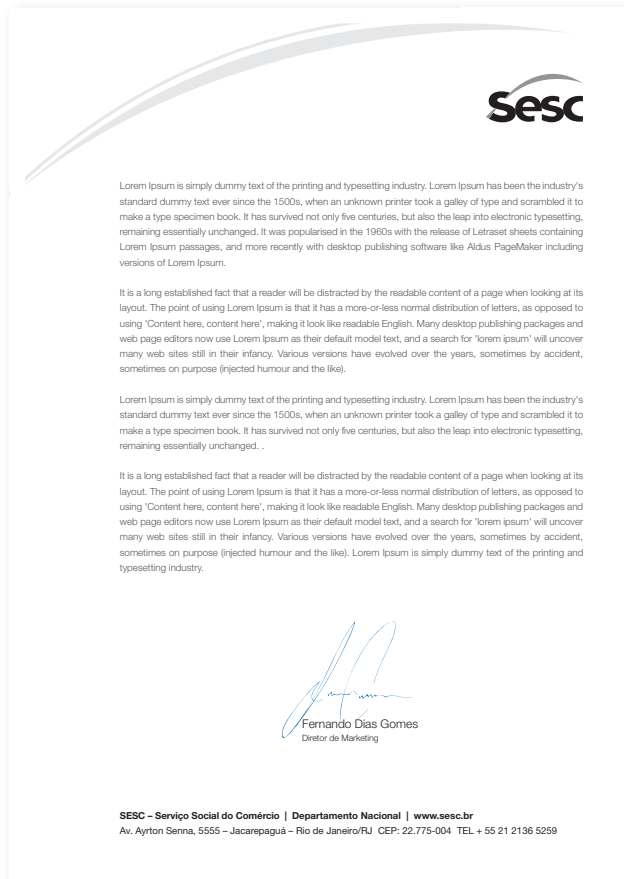 Sesc
Lorem Ipsum is simply dummy text of the printing and typesetting industry. Lorem Ipsum has been the industry's
standard dummy text ever since the 1500s, when an unknown printer took a galley of type and scrambled it to
make a type specimen book. It has survived not only five centuries, but also the leap into electronic typesetting,
remaining essentially unchanged. It was popularised in the 1960s with the release of Letraset sheets containing
Lorem Ipsum passages, and more recently with desktop publishing software like Aldus PageMaker including
versions of Lorem Ipsum.
It is a long established fact that a reader will be distracted by the readable content of a page when looking at its
layout. The point of using Lorem Ipsum is that it has a more-or-less normal distribution of letters, as opposed to
using 'Content here, content here', making it look like readable English. Many desktop publishing packages and
web page editors now use Lorem Ipsum as their default model text, and a search for 'lorem ipsum' will uncover
many web sites still in their infancy. Various versions have evolved over the years, sometimes by accident,
sometimes on purpose (injected humour and the like).
Lorem Ipsum is simply dummy text of the printing and typesetting industry. Lorem Ipsum has been the industry's
standard dummy text ever since the 1500s, when an unknown printer took a galley of type and scrambled it to
make a type specimen book. It has survived not only five centuries, but also the leap into electronic typesetting,
remaining essentially unchanged. .
It is a long established fact that a reader will be distracted by the readable content of a page when looking at its
layout. The point of using Lorem Ipsum is that it has a more-or-less normal distribution of letters, as opposed to
using 'Content here, content here', making it look like readable English. Many desktop publishing packages and
web page editors now use Lorem Ipsum as their default model text, and a search for 'lorem ipsum' will uncover
many web sites still in their infancy. Various versions have evolved over the years, sometimes by accident,
sometimes on purpose (injected humour and the like). Lorem Ipsum is simply dummy text of the printing and
typesetting industry.
Fernando Dias Gomes
Diretor de Marketing
SESC – Serviço Social do Comércio | Departamento Nacional | www.sesc.br
Av. Ayrton Senna, 5555 – Jacarepaguá – Rio de Janeiro/RJ CEP: 22.775-004 TEL + 55 21 2136 5259